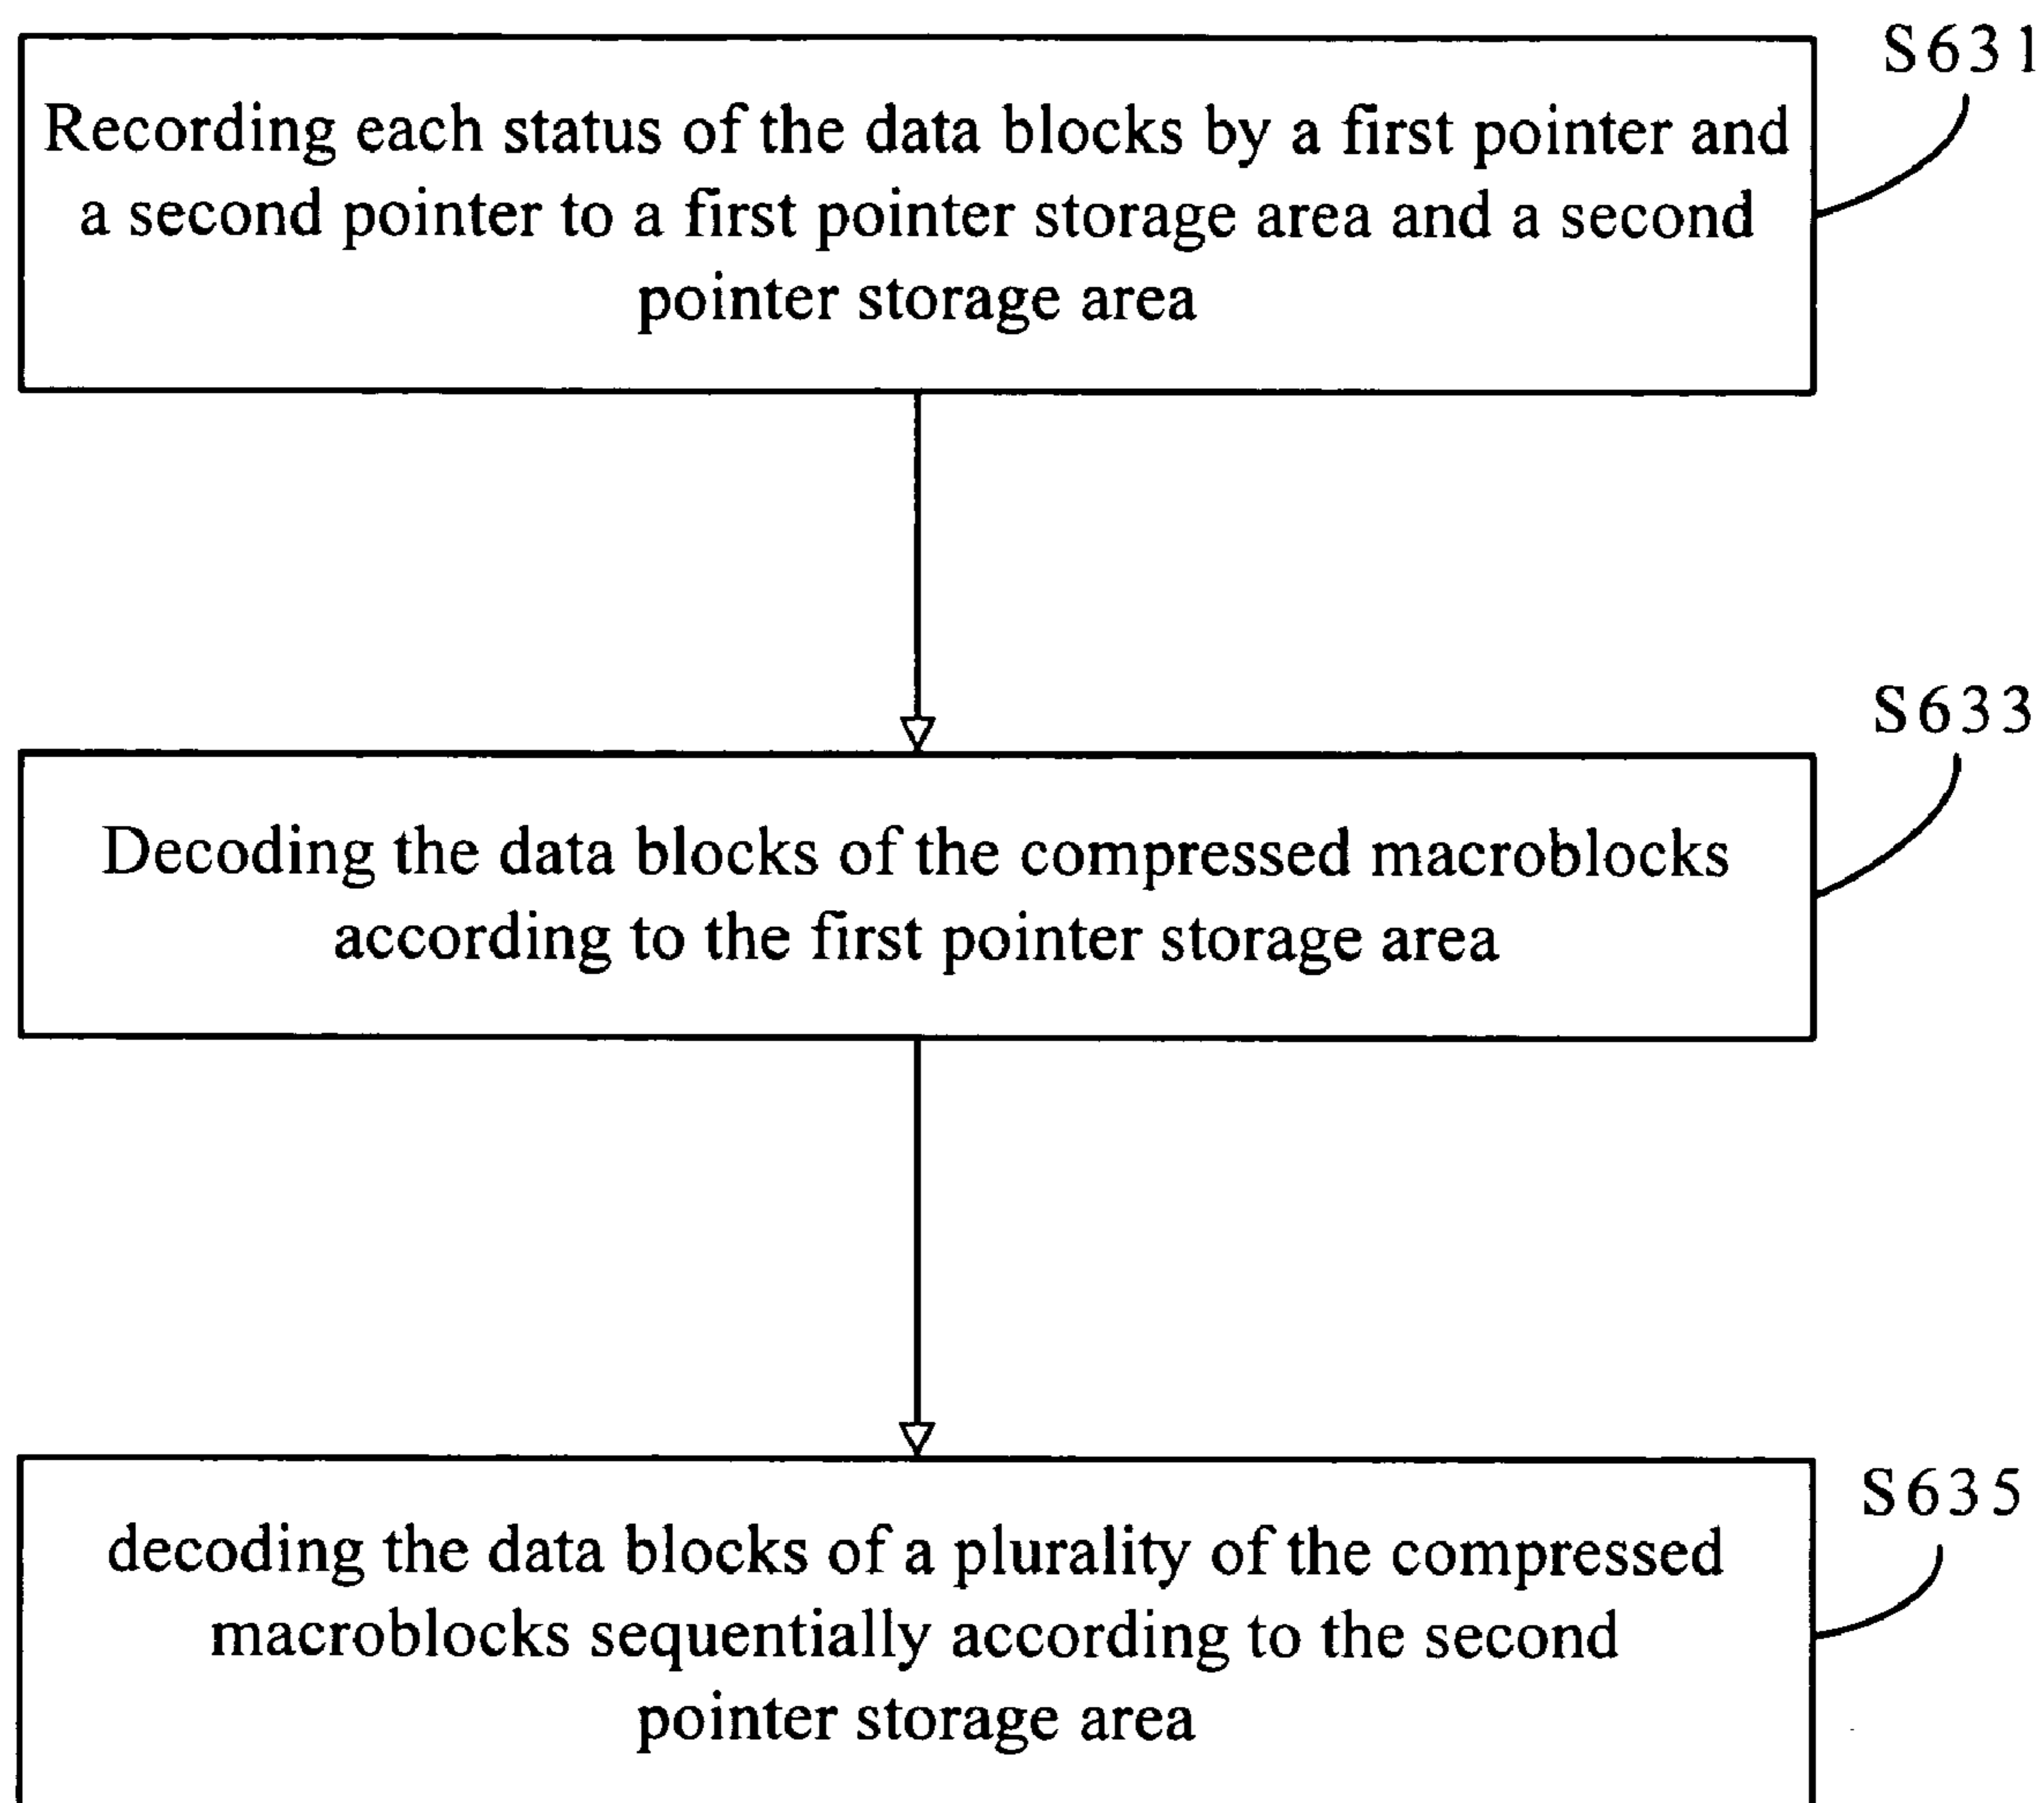 S631
Recording each status of the data blocks by a first pointer and
a second pointer to a first pointer storage area and a second
pointer storage area
S633
Decoding the data blocks of the compressed macroblocks
according to the first pointer storage area
S635
decoding the data blocks of a plurality of the compressed
macroblocks sequentially according to the second
pointer storage area